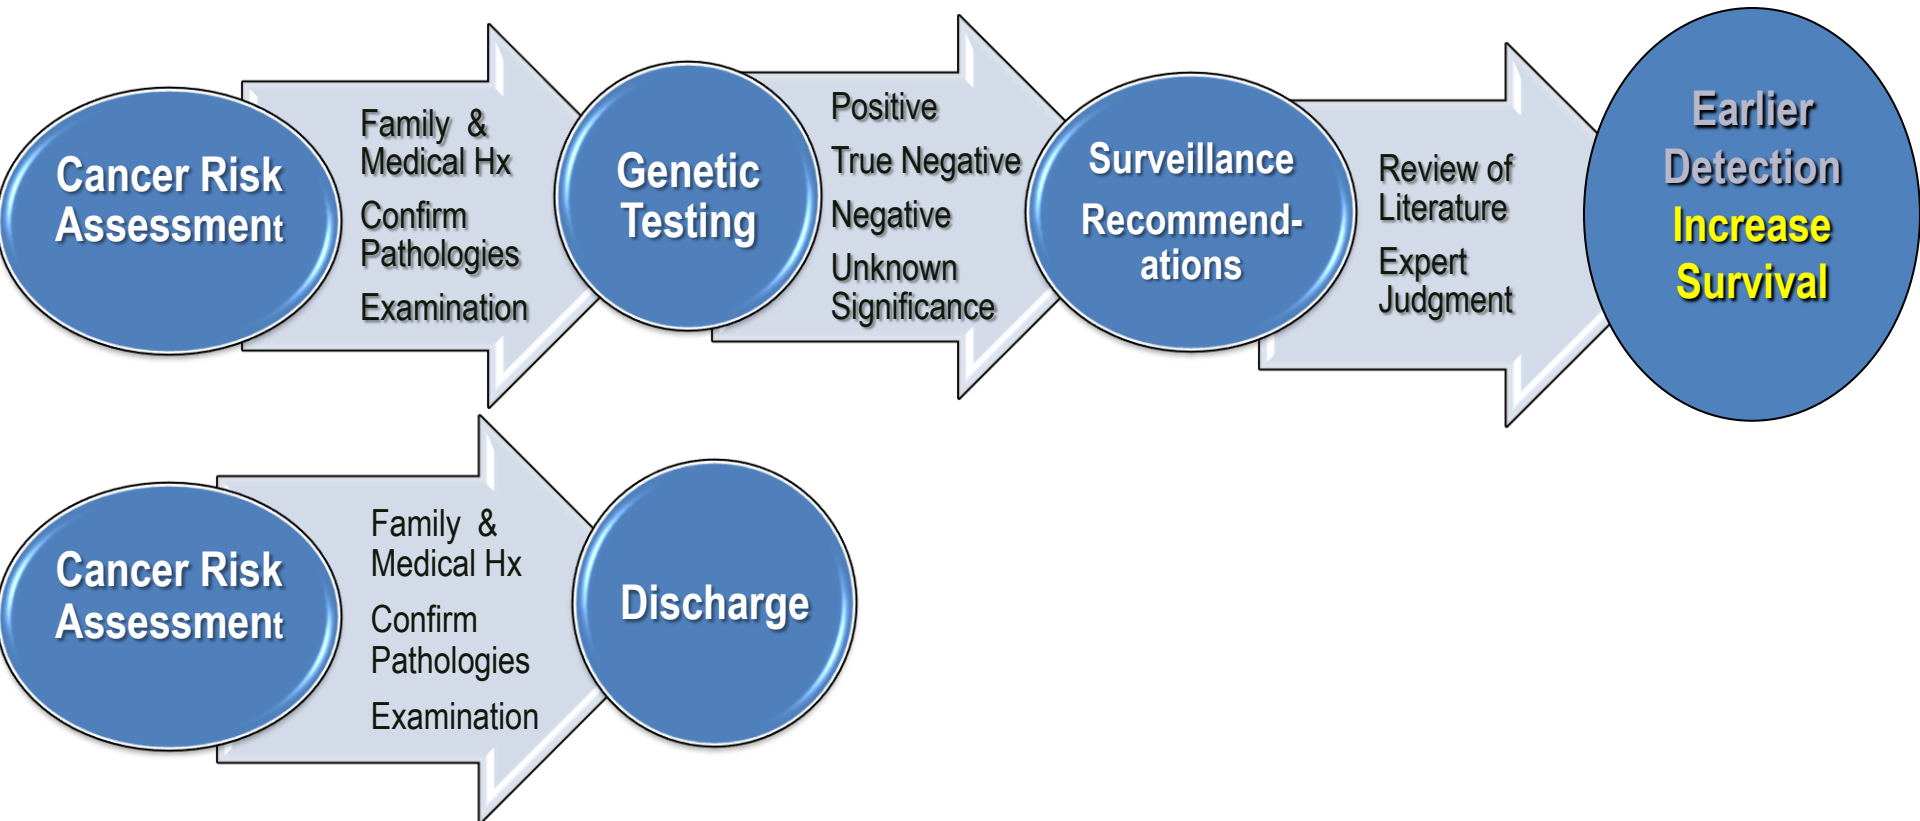 Cancer Risk
Assessment
Family &
Medical Hx
Confirm
Pathologies
Examination
Genetic
Testing
Positive
True Negative
Negative
Unknown
Significance
Surveillance
Recommend-
ations
Review of
Literature
Expert
Judgment
Earlier
Detection
Increase
Survival
Cancer Risk
Assessment
Family &
Medical Hx
Confirm
Pathologies
Examination
Discharge